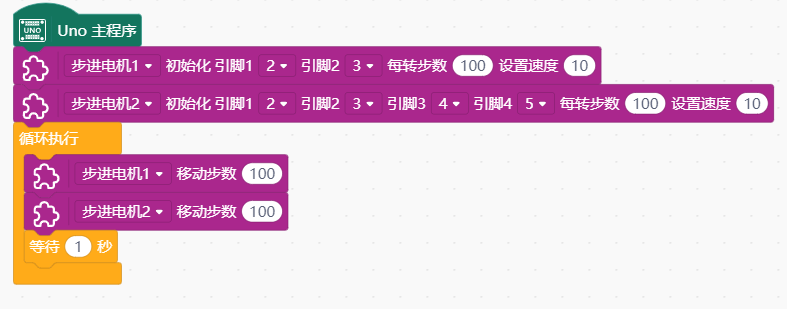 UNO Uno 主程序
步进电机1 初始化 引脚1 2 引脚2 3 每转步数 100 设置速度 10
步进电机2 初始化 引脚1 2 引脚2 3 引脚3 4 引脚4 5 每转步数 100 设置速度 10
循环执行
步进电机1 移动步数 100
步进电机2 移动步数 100
等待 1 秒